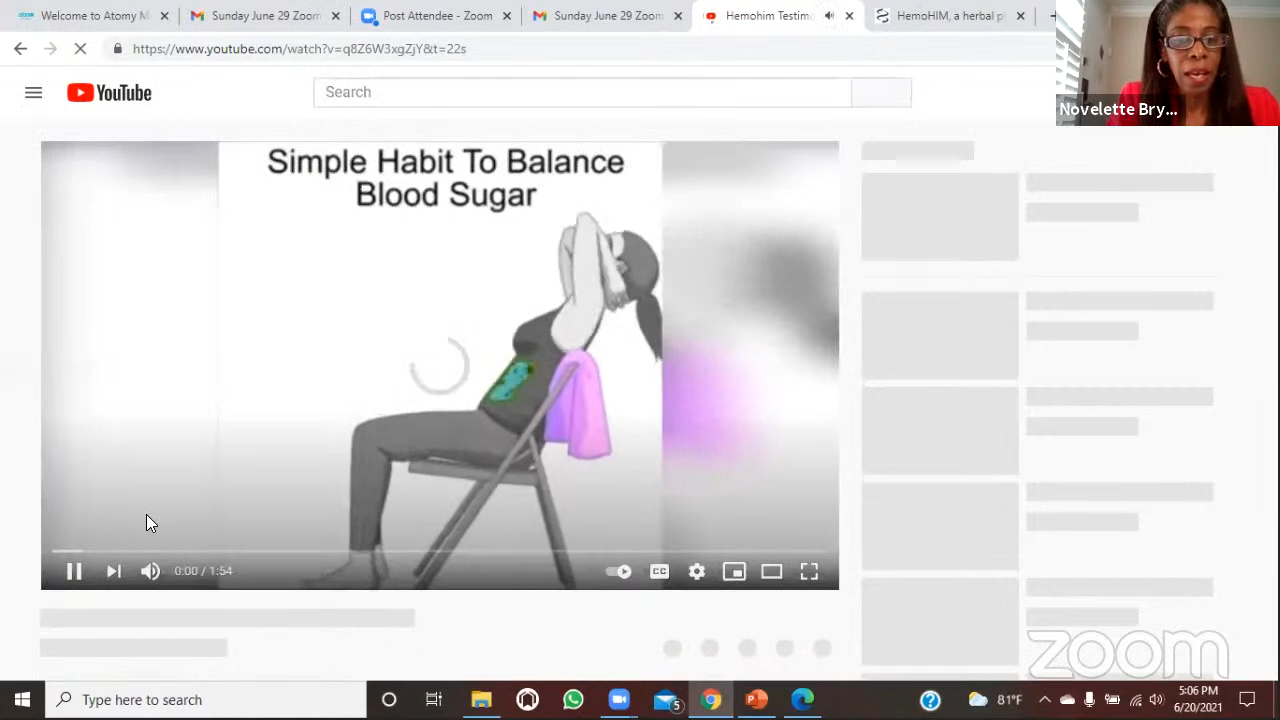 Welcome to Atomy M
Sunday June 29 Zoom
Post Attendee - Zoom
Sunday June 29 Zoom
Hemohim Testim
HemoHIM, a herbal p
https://www.youtube.com/watch?v=q8Z6W3xgZjY&t=22s
YouTube
Search
Novelette Bry...
Simple Habit To Balance
Blood Sugar
0:00 / 1:54
CC
zoom
Type here to search
5
81°F
5:06 PM
6/20/2021